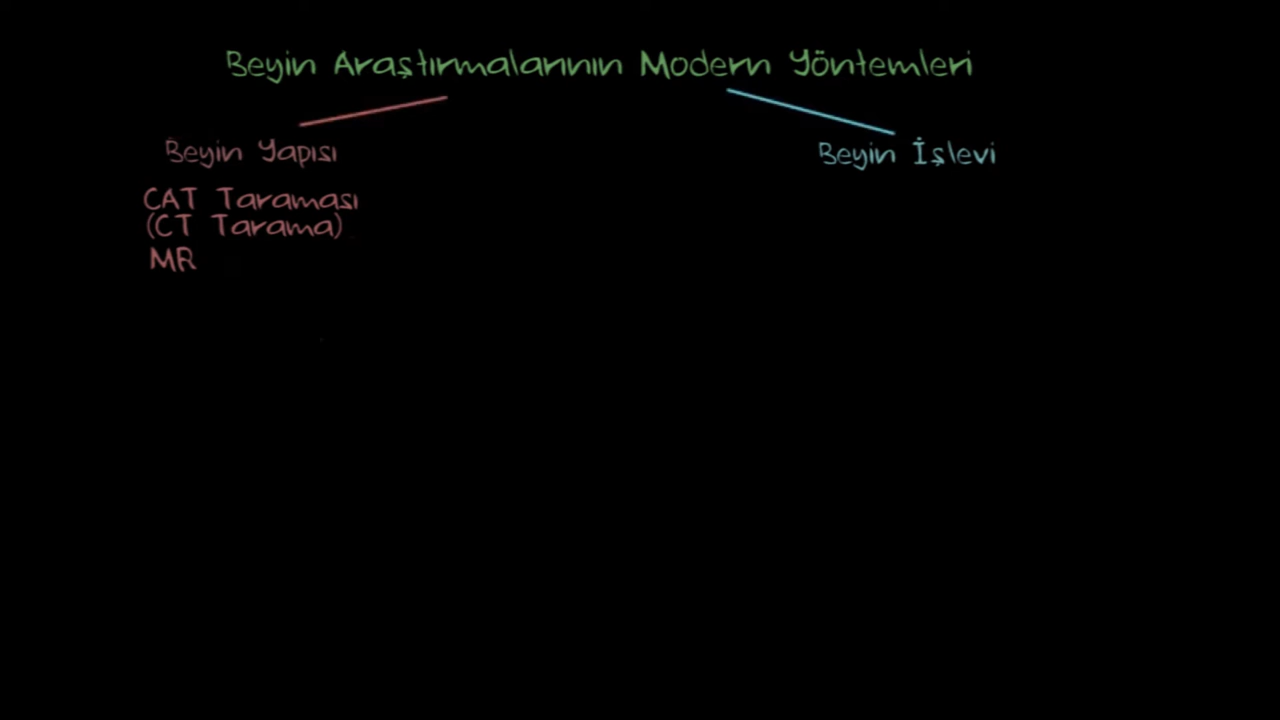 Beyin Araştırmalarının Modern Yöntemleri
Beyin Yapısı
CAT Taraması
(CT Tarama)
MR
Beyin İşlevi